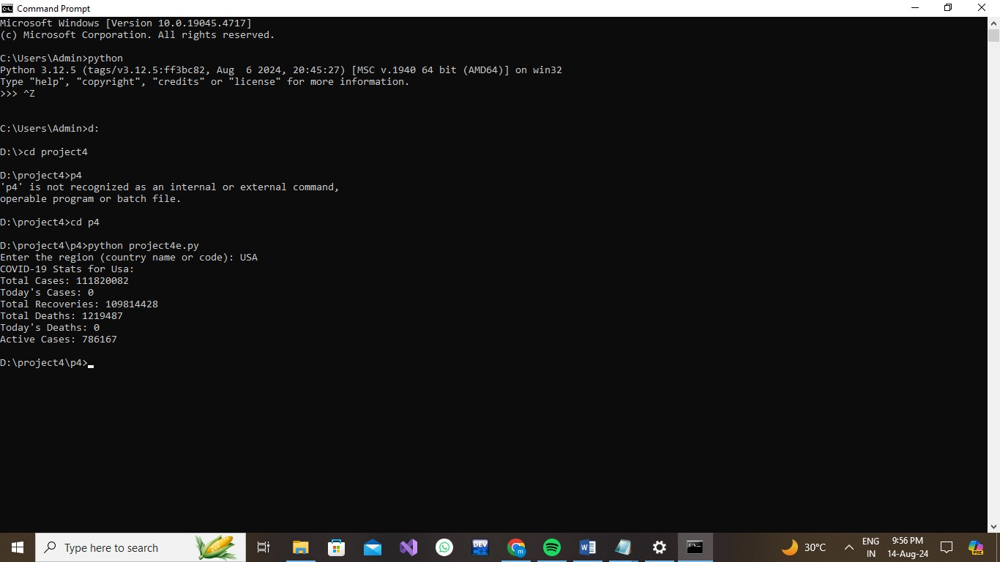 Command Prompt
Microsoft Windows [Version 10.0.19045.4717]
(c) Microsoft Corporation. All rights reserved.
C:\Users\Admin>python
Python 3.12.5 (tags/v3.12.5:ff3bc82, Aug  6 2024, 20:45:27) [MSC v.1940 64 bit (AMD64)] on win32
Type "help", "copyright", "credits" or "license" for more information.
>>> ^Z
C:\Users\Admin>d:
D:\>cd project4
D:\project4>p4
'p4' is not recognized as an internal or external command,
operable program or batch file.
D:\project4>cd p4
D:\project4\p4>python project4e.py
Enter the region (country name or code): USA
COVID-19 Stats for Usa:
Total Cases: 111820082
Today's Cases: 0
Total Recoveries: 109814428
Total Deaths: 1219487
Today's Deaths: 0
Active Cases: 786167
D:\project4\p4>
Type here to search
DEV
m
30°C
ENG
IN
9:56 PM
14-Aug-24
PRE